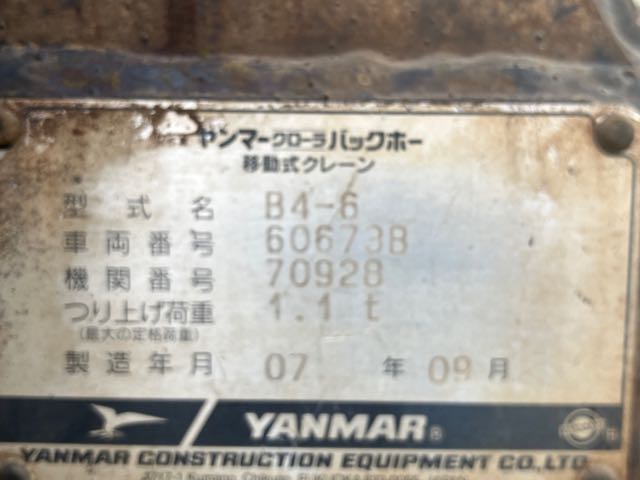 ヤンマークローラバックホー
移動式クレーン
型式名 B4-6
車両番号 60673B
機関番号 70928
つり上げ荷重 1.1 t
(最大の定格荷重)
製造年月 07 年 09 月
YANMAR
YANMAR CONSTRUCTION EQUIPMENT CO.,LTD.